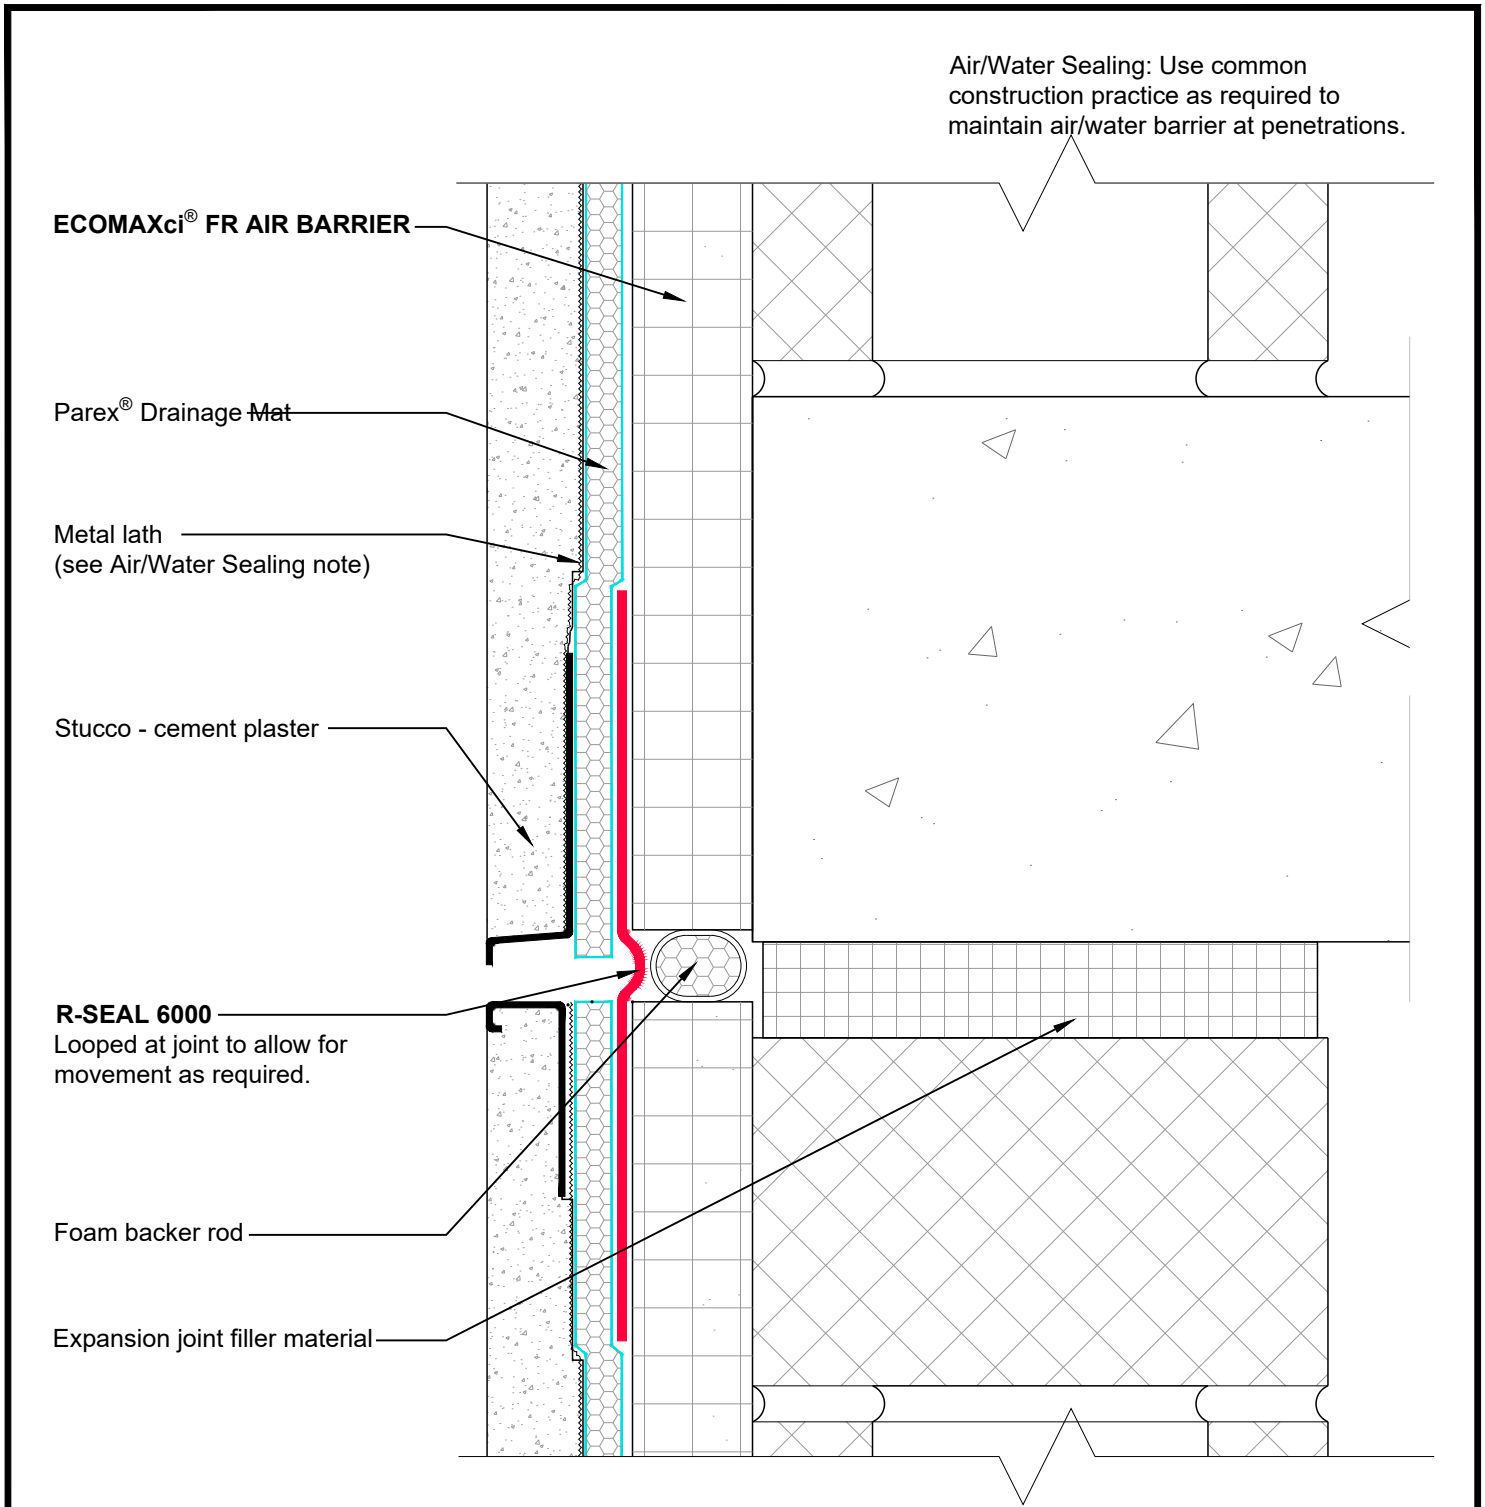 Air/Water Sealing: Use common
construction practice as required to
maintain air/water barrier at penetrations.
ECOMAXci® FR AIR BARRIER
Parex® Drainage Mat
Metal lath
(see Air/Water Sealing note)
Stucco - cement plaster
R-SEAL 6000
Looped at joint to allow for
movement as required.
Foam backer rod
Expansion joint filler material